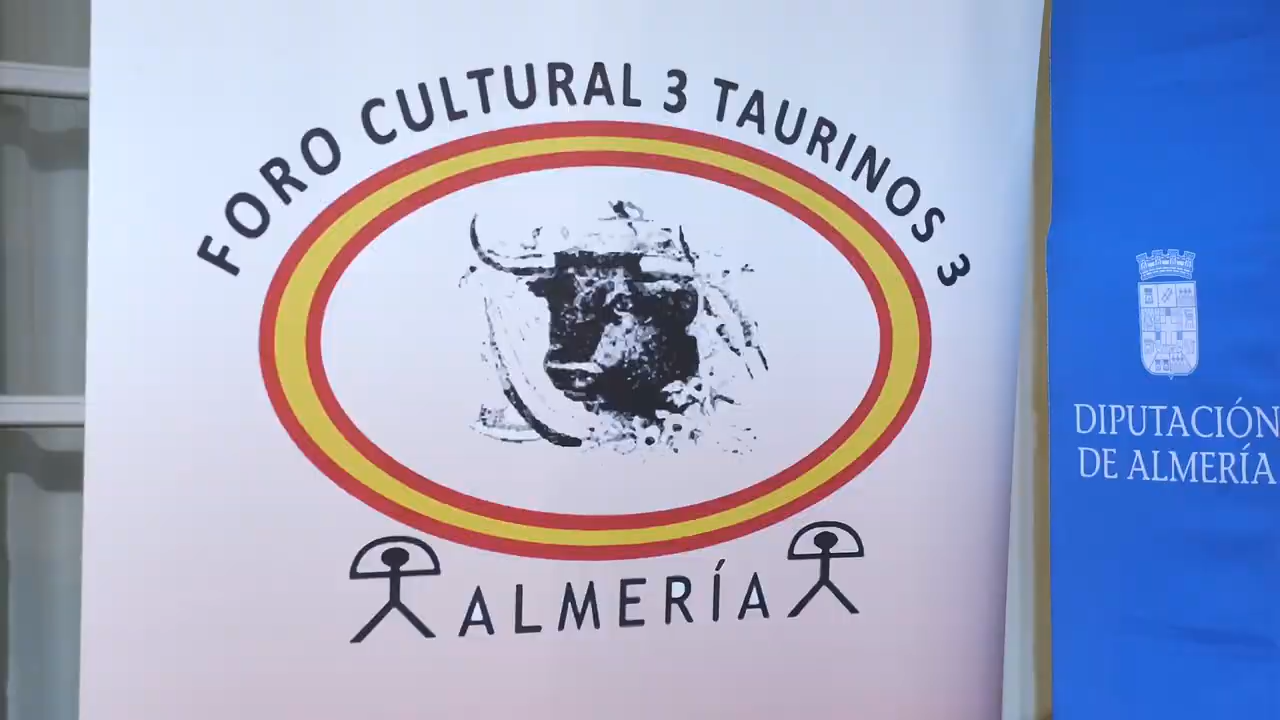 FORO CULTURAL 3 TAURINOS 3
ALMERÍA
DIPUTACIÓN
DE ALMERÍA